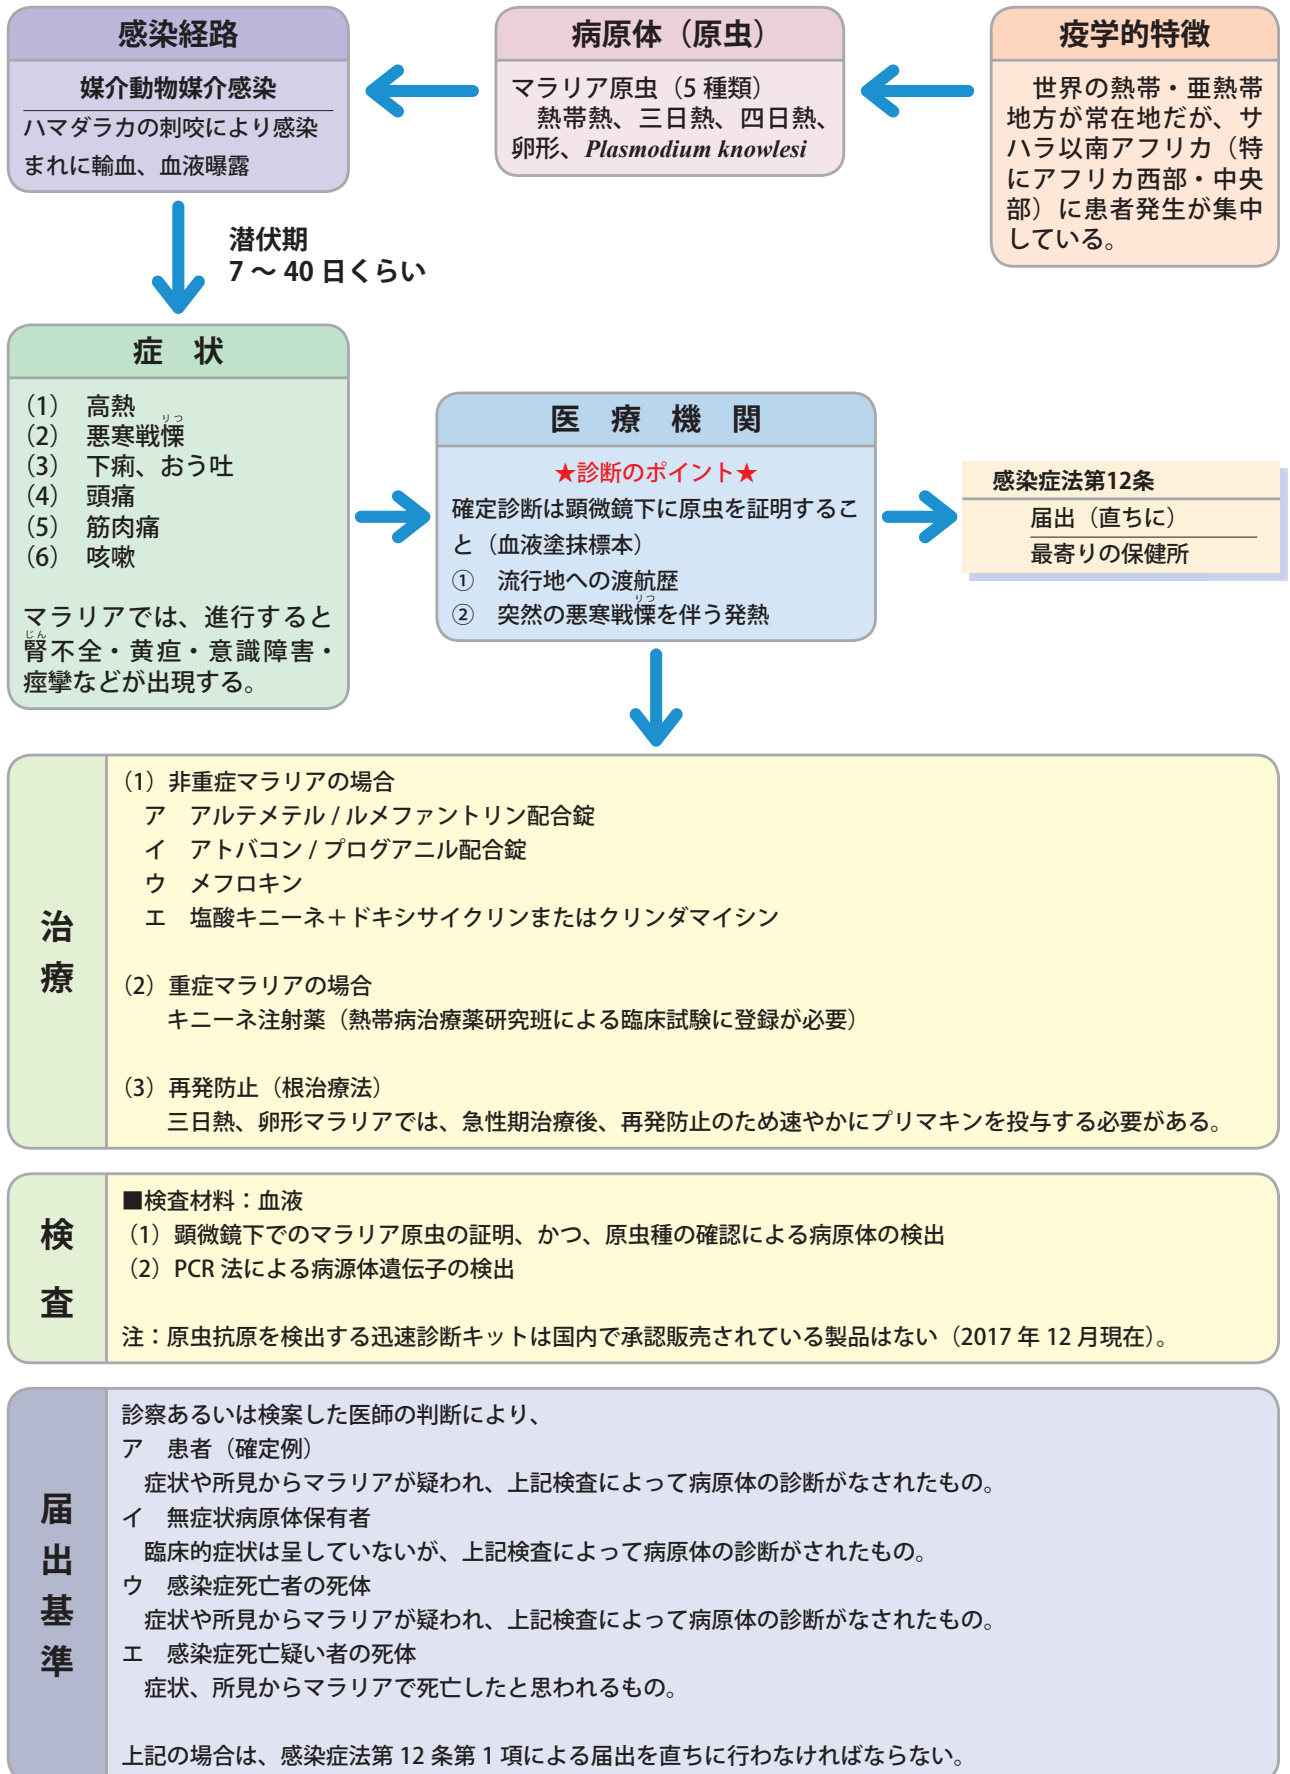 感染経路
媒介動物媒介感染
ハマダラカの刺咬により感染
まれに輸血、血液曝露
病原体（原虫）
マラリア原虫（5 種類）
熱帯熱、三日熱、四日熱、
卵形、Plasmodium knowlesi
疫学的特徴
世界の熱帯・亜熱帯
地方が常在地だが、サ
ハラ以南アフリカ（特
にアフリカ西部・中央
部）に患者発生が集中
している。
潜伏期
7 〜 40 日くらい
症　状
（1）　高熱
りつ
（2）　悪寒戦慄
（3）　下痢、おう吐
（4）　頭痛
（5）　筋肉痛
（6）　咳嗽
マラリアでは、進行すると
じん
腎不全・黄疸・意識障害・
痙攣などが出現する。
医　療　機　関
★診断のポイント★
確定診断は顕微鏡下に原虫を証明するこ
と（血液塗抹標本）
①　流行地への渡航歴
りつ
②　突然の悪寒戦慄を伴う発熱
感染症法第12条
届出（直ちに）
最寄りの保健所
治療
（1）非重症マラリアの場合
ア　アルテメテル / ルメファントリン配合錠
イ　アトバコン / プログアニル配合錠
ウ　メフロキン
エ　塩酸キニーネ＋ドキシサイクリンまたはクリンダマイシン
（2）重症マラリアの場合
キニーネ注射薬（熱帯病治療薬研究班による臨床試験に登録が必要）
（3）再発防止（根治療法）
三日熱、卵形マラリアでは、急性期治療後、再発防止のため速やかにプリマキンを投与する必要がある。
検査
■検査材料：血液
（1）顕微鏡下でのマラリア原虫の証明、かつ、原虫種の確認による病原体の検出
（2）PCR 法による病源体遺伝子の検出
注：原虫抗原を検出する迅速診断キットは国内で承認販売されている製品はない（2017 年 12 月現在）。
届出基準
診察あるいは検案した医師の判断により、
ア　患者（確定例）
症状や所見からマラリアが疑われ、上記検査によって病原体の診断がなされたもの。
イ　無症状病原体保有者
臨床的症状は呈していないが、上記検査によって病原体の診断がされたもの。
ウ　感染症死亡者の死体
症状や所見からマラリアが疑われ、上記検査によって病原体の診断がなされたもの。
エ　感染症死亡疑い者の死体
症状、所見からマラリアで死亡したと思われるもの。
上記の場合は、感染症法第 12 条第 1 項による届出を直ちに行わなければならない。